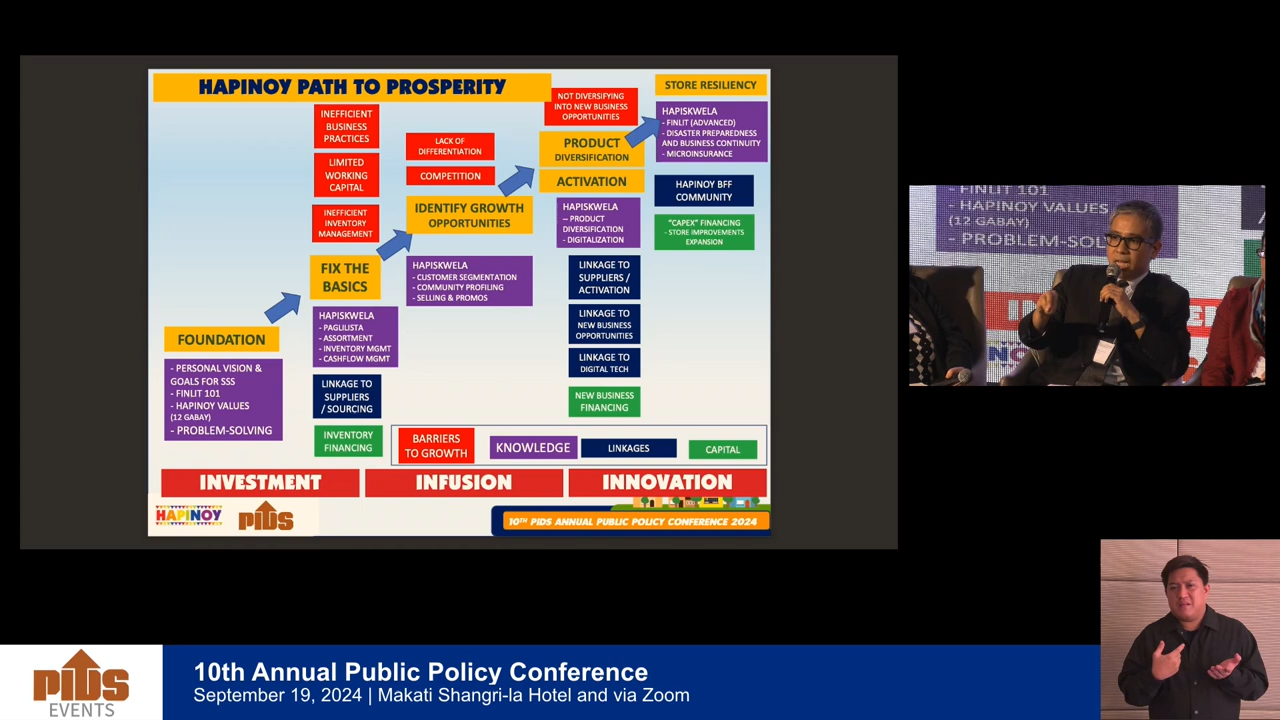 HAPINOY PATH TO PROSPERITY
NOT DIVERSIFYING
INTO NEW BUSINESS
OPPORTUNITIES
STORE RESILIENCY
INEFFICIENT
BUSINESS
PRACTICES
LIMITED
WORKING
CAPITAL
INEFFICIENT
INVENTORY
MANAGEMENT
LACK OF
DIFFERENTIATION
COMPETITION
PRODUCT
DIVERSIFICATION
ACTIVATION
HAPISKWELA
- FINLIT (ADVANCED)
- DISASTER PREPAREDNESS
AND BUSINESS CONTINUITY
- MICROINSURANCE
HAPINOY BFF
COMMUNITY
"CAPEX" FINANCING
- STORE IMPROVEMENTS
EXPANSION
IDENTIFY GROWTH
OPPORTUNITIES
HAPISKWELA
– PRODUCT
DIVERSIFICATION
- DIGITALIZATION
FIX THE
BASICS
HAPISKWELA
- CUSTOMER SEGMENTATION
- COMMUNITY PROFILING
- SELLING & PROMOS
LINKAGE TO
SUPPLIERS /
ACTIVATION
LINKAGE TO
NEW BUSINESS
OPPORTUNITIES
LINKAGE TO
DIGITAL TECH
NEW BUSINESS
FINANCING
FOUNDATION
- PERSONAL VISION &
GOALS FOR SSS
- FINLIT 101
- HAPINOY VALUES
(12 GABAY)
- PROBLEM-SOLVING
HAPISKWELA
- PAGLILISTA
- ASSORTMENT
- INVENTORY MGMT
- CASHFLOW MGMT
LINKAGE TO
SUPPLIERS
/ SOURCING
INVENTORY
FINANCING
BARRIERS
TO GROWTH
KNOWLEDGE
LINKAGES
CAPITAL
INVESTMENT
INFUSION
INNOVATION
HAPINOY
PIDS
10TH PIDS ANNUAL PUBLIC POLICY CONFERENCE 2024
- FINLIT 101
- HAPINOY VALUES
(12 GABAY)
- PROBLEM-SOLV
PIDS
EVENTS
10th Annual Public Policy Conference
September 19, 2024 | Makati Shangri-la Hotel and via Zoom